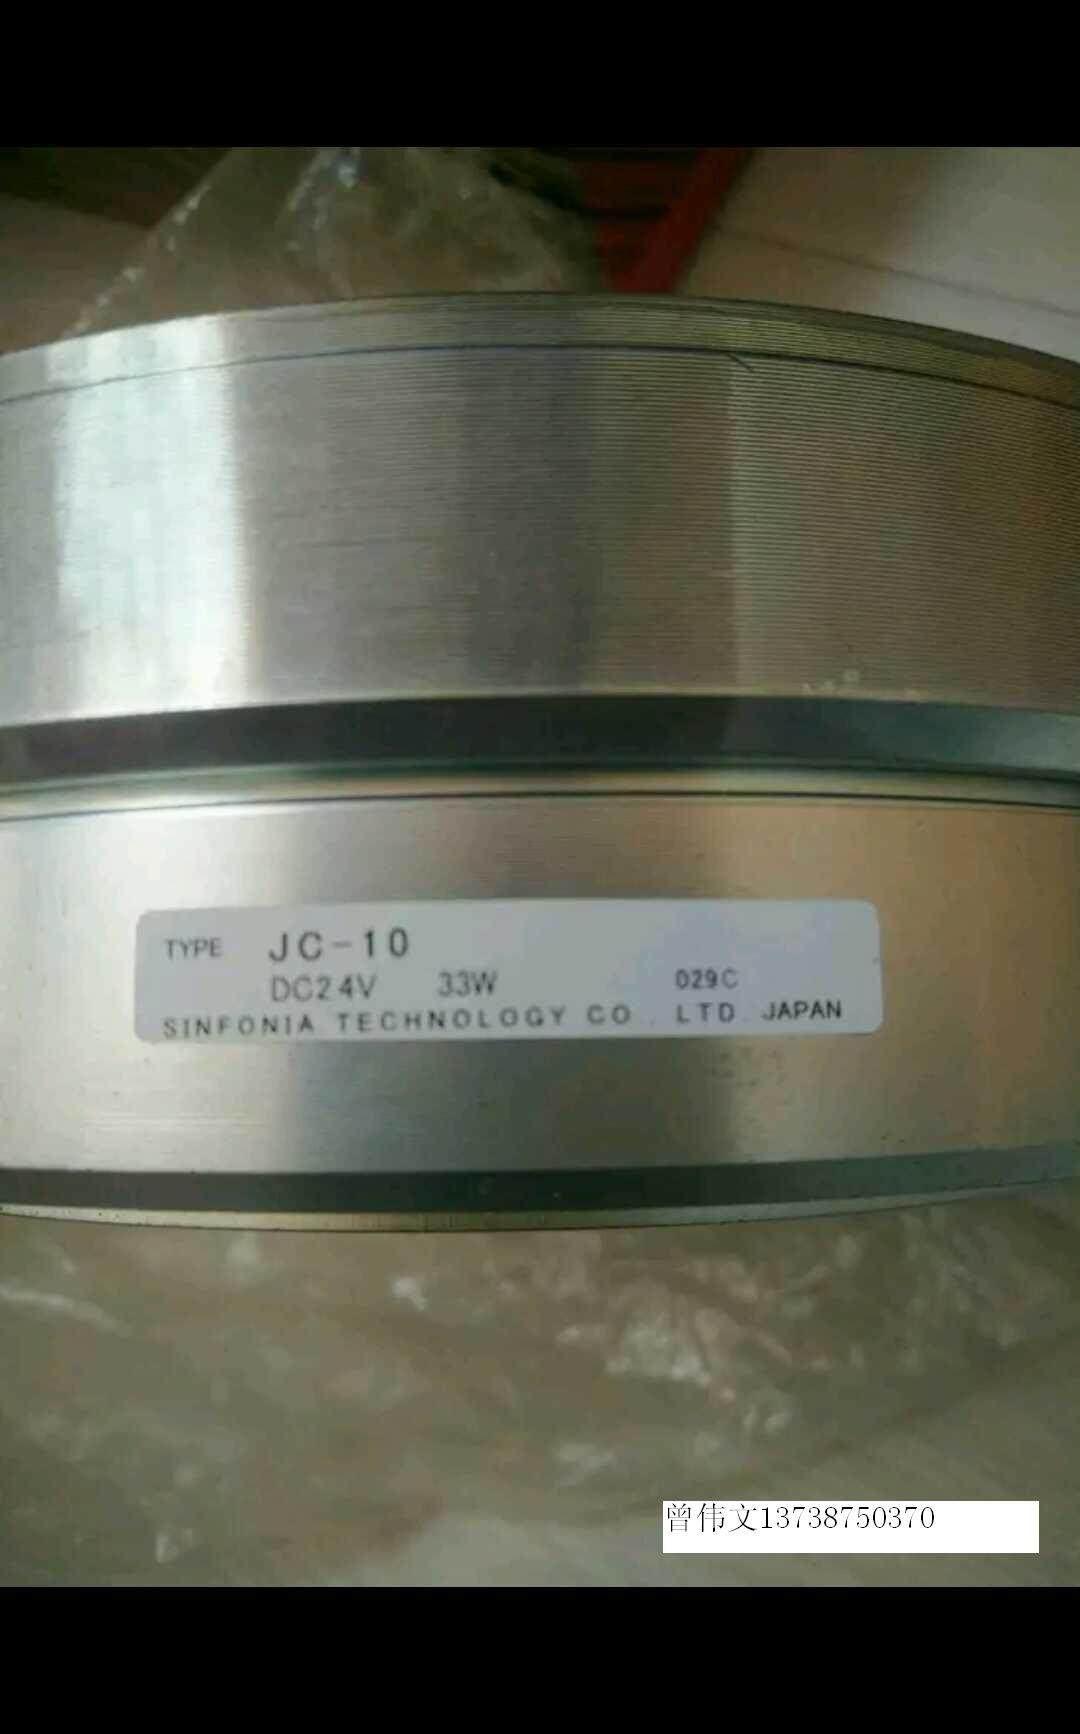 TYPE JC-10
DC24V 33W 029C
SINFONIA TECHNOLOGY CO., LTD. JAPAN
曾伟文13738750370